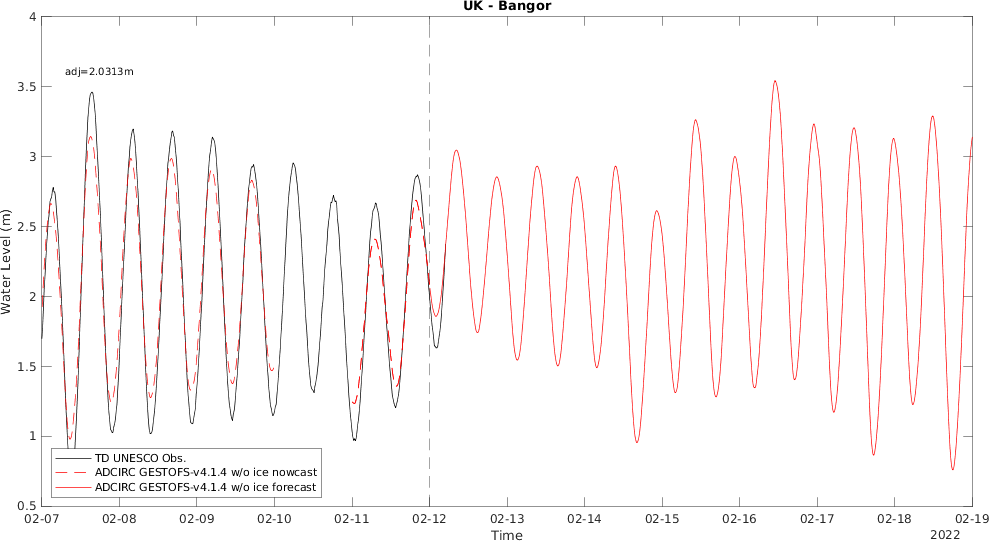 UK - Bangor
4
3.5
3
2.5
2
1.5
1
0.5
Water Level (m)
adj=2.0313m
TD UNESCO Obs.
ADCIRC GESTOFS-v4.1.4 w/o ice nowcast
ADCIRC GESTOFS-v4.1.4 w/o ice forecast
02-07 02-08 02-09 02-10 02-11 02-12 02-13 02-14 02-15 02-16 02-17 02-18 02-19
Time
2022